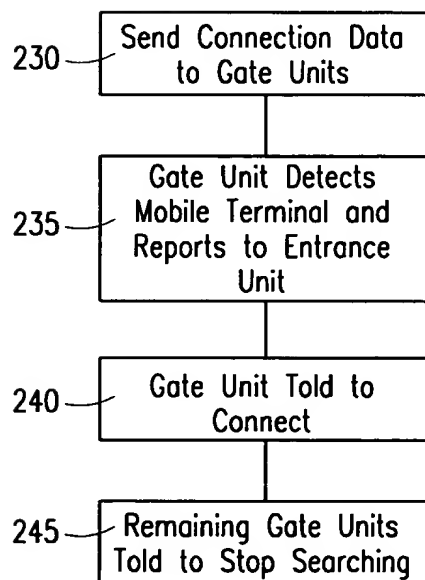 230
Send Connection Data
to Gate Units
235
Gate Unit Detects
Mobile Terminal and
Reports to Entrance
Unit
240
Gate Unit Told to
Connect
245
Remaining Gate Units
Told to Stop Searching